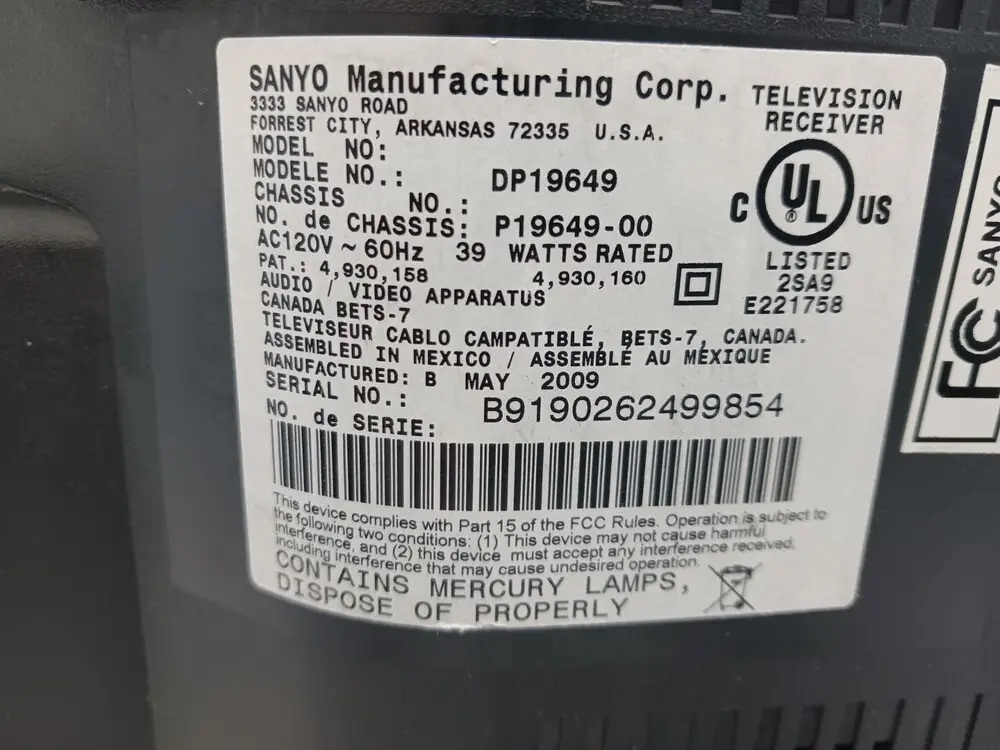 SANYO Manufacturing Corp.
3333 SANYO ROAD
FORREST CITY, ARKANSAS 72335 U.S.A.
TELEVISION
RECEIVER
MODEL NO:
MODELE NO.: DP19649
CHASSIS NO.:
NO. de CHASSIS: P19649-00
AC120V ~ 60Hz 39 WATTS RATED
PAT.: 4,930,158 4,930,160
C UL US
®
LISTED
2SA9
E221758
AUDIO / VIDEO APPARATUS
CANADA BETS-7
TELEVISEUR CABLO CAMPATIBLÉ, BETS-7, CANADA.
ASSEMBLED IN MEXICO / ASSEMBLÉ AU MÉXIQUE
MANUFACTURED: B MAY 2009
SERIAL NO.:
NO. de SERIE: B9190262499854
This device complies with Part 15 of the FCC Rules. Operation is subject to
the following two conditions: (1) This device may not cause harmful
interference, and (2) this device must accept any interference received,
including interference that may cause undesired operation.
CONTAINS MERCURY LAMPS,
DISPOSE OF PROPERLY
FC SANYO